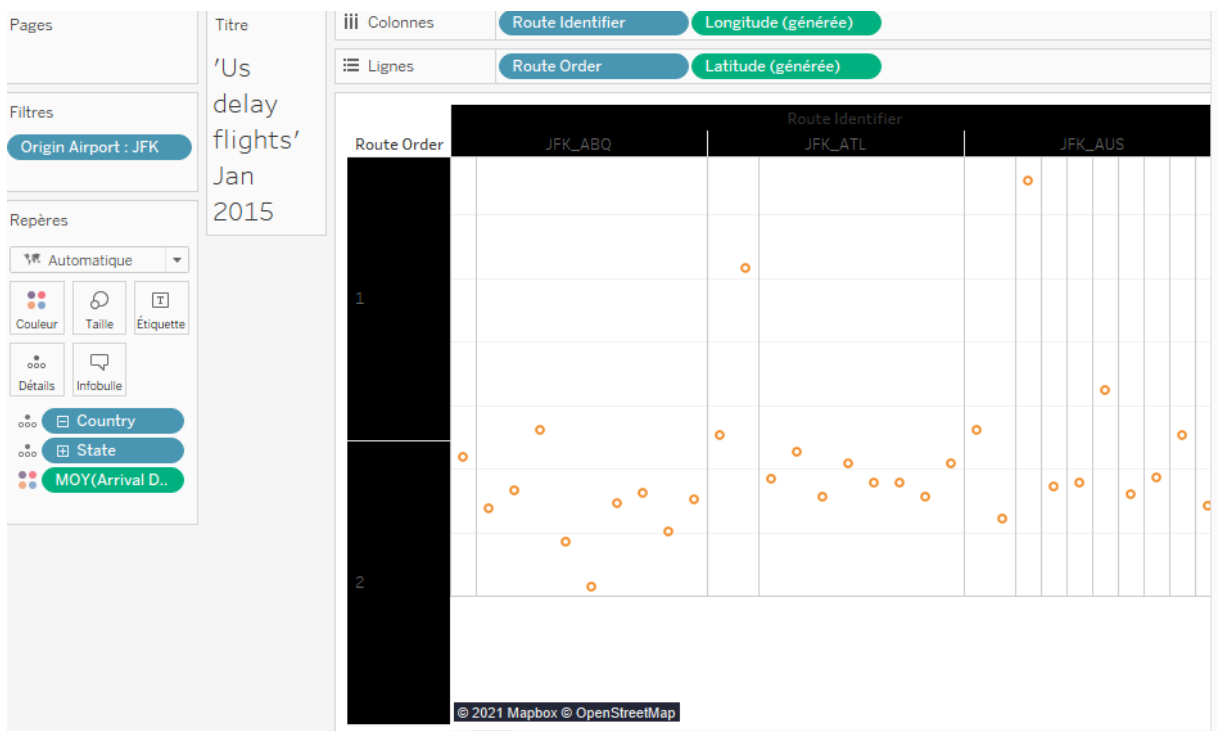 Pages
Filtres
Origin Airport : JFK
Repères
Automatique
Couleur
Taille
Étiquette
Détails
Infobulle
Country
State
MOY(Arrival D..
Titre
'Us
delay
flights'
Jan
2015
Colonnes
Route Identifier
Longitude (générée)
Lignes
Route Order
Latitude (générée)
Route Identifier
Route Order
JFK_ABQ
JFK_ATL
JFK_AUS
1
2
© 2021 Mapbox © OpenStreetMap